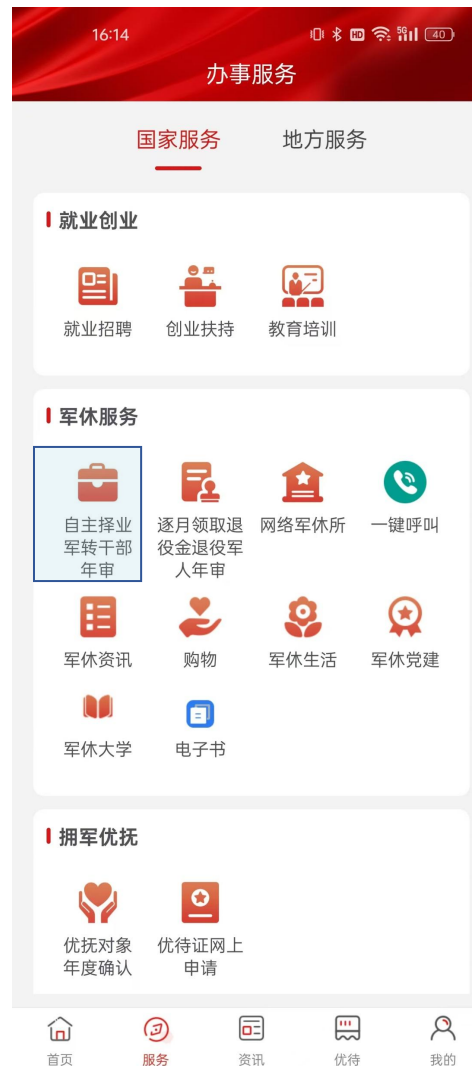 16:14
HD 5G 40
办事服务
国家服务 地方服务
就业创业
就业招聘 创业扶持 教育培训
军休服务
自主择业 逐月领取退 网络军休所 一键呼叫
军转干部 役金退役军
年审 人年审
军休资讯 购物 军休生活 军休党建
军休大学 电子书
拥军优抚
优抚对象 优待证网上
年度确认 申请
首页 服务 资讯 优待 我的